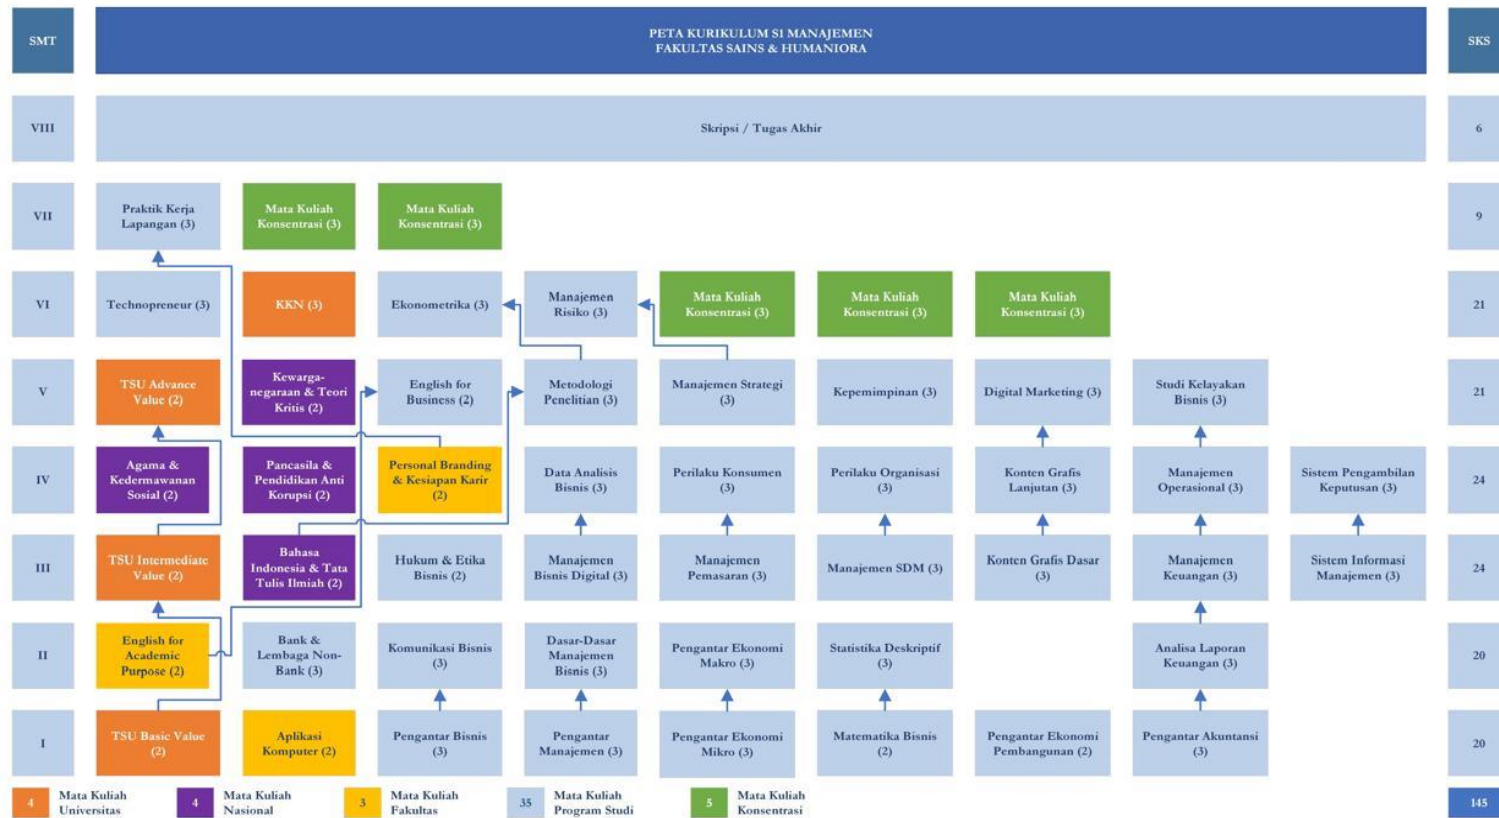 SMT
PETA KURIKULUM S1 MANAJEMEN
FAKULTAS SAINS & HUMANIORA
SKS
VIII
Skripsi / Tugas Akhir
6
VII
Praktik Kerja
Lapangan (3)
Mata Kuliah
Konsentrasi (3)
Mata Kuliah
Konsentrasi (3)
9
VI
Technopreneur (3)
KKN (3)
Ekonometrika (3)
Manajemen
Risiko (3)
Mata Kuliah
Konsentrasi (3)
Mata Kuliah
Konsentrasi (3)
Mata Kuliah
Konsentrasi (3)
21
V
TSU Advance
Value (2)
Kewarga-
negaraan & Teori
Kritis (2)
English for
Business (2)
Metodologi
Penelitian (3)
Manajemen Strategi
(3)
Kepemimpinan (3)
Digital Marketing (3)
Studi Kelayakan
Bisnis (3)
21
IV
Agama &
Kedermawanan
Sosial (2)
Pancasila &
Pendidikan Anti
Korupsi (2)
Personal Branding
& Kesiapan Karir
(2)
Data Analisis
Bisnis (3)
Perilaku Konsumen
(3)
Perilaku Organisasi
(3)
Konten Grafis
Lanjutan (3)
Manajemen
Operasional (3)
Sistem Pengambilan
Keputusan (3)
24
III
TSU Intermediate
Value (2)
Bahasa
Indonesia & Tata
Tulis Ilmiah (2)
Hukum & Etika
Bisnis (2)
Manajemen
Bisnis Digital (3)
Manajemen
Pemasaran (3)
Manajemen SDM (3)
Konten Grafis Dasar
(3)
Manajemen
Keuangan (3)
Sistem Informasi
Manajemen (3)
24
II
English for
Academic
Purpose (2)
Bank &
Lembaga Non-
Bank (3)
Komunikasi Bisnis
(3)
Dasar-Dasar
Manajemen
Bisnis (3)
Pengantar Ekonomi
Makro (3)
Statistika Deskriptif
(3)
Analisa Laporan
Keuangan (3)
20
I
TSU Basic Value
(2)
Aplikasi
Komputer (2)
Pengantar Bisnis
(3)
Pengantar
Manajemen (3)
Pengantar Ekonomi
Mikro (3)
Matematika Bisnis
(2)
Pengantar Ekonomi
Pembangunan (2)
Pengantar Akuntansi
(3)
20
4
Mata Kuliah
Universitas
4
Mata Kuliah
Nasional
3
Mata Kuliah
Fakultas
35
Mata Kuliah
Program Studi
5
Mata Kuliah
Konsentrasi
145